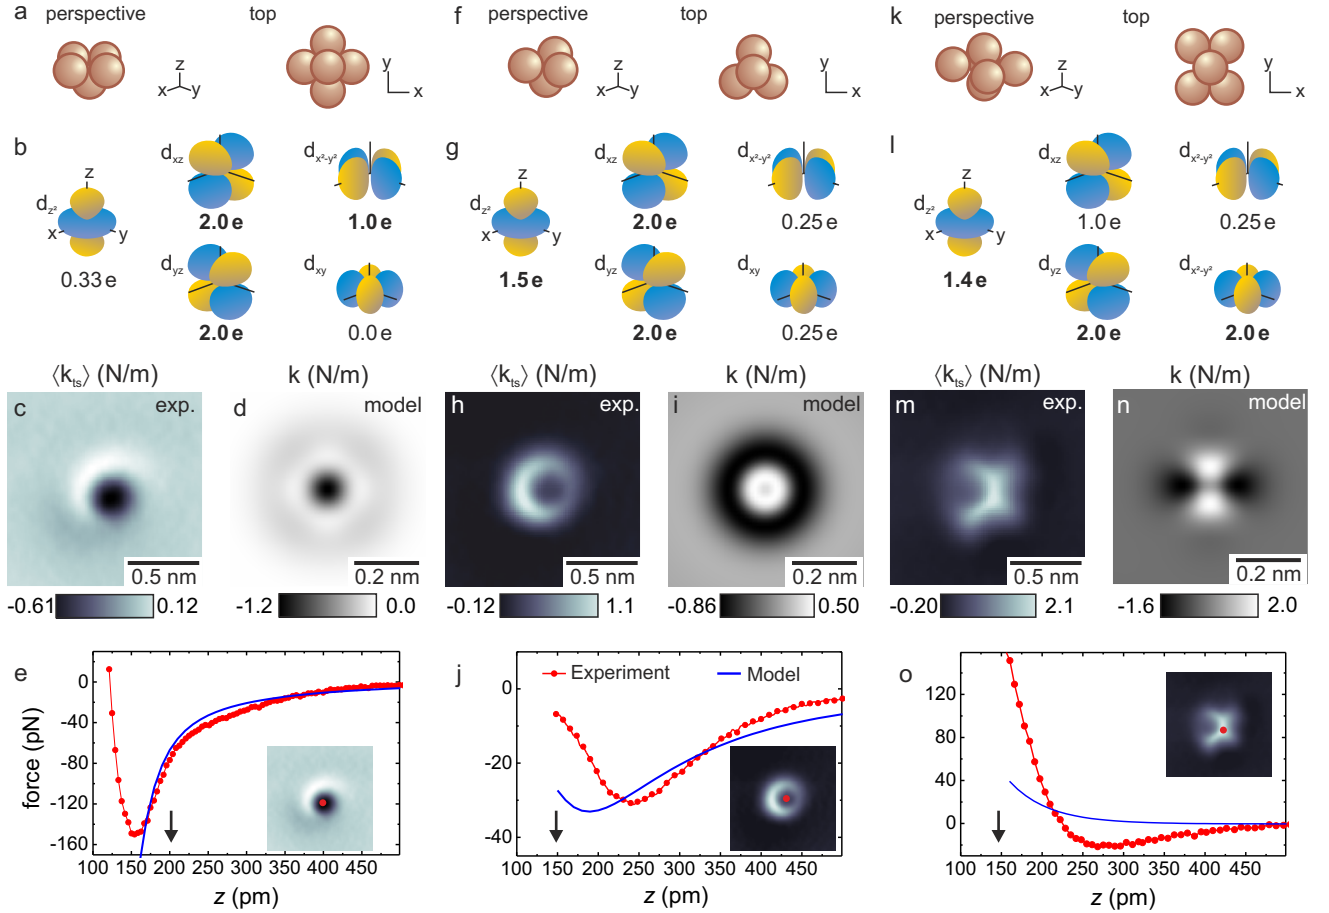 a perspective top
z
x y
y
x
f perspective top
z
x y
y
x
k perspective top
z
x y
y
x
b
z
d_z²
x y
0.33 e
d_xz
2.0 e
d_x²-y²
1.0 e
d_yz
2.0 e
d_xy
0.0 e
g
z
d_z²
x y
1.5 e
d_xz
2.0 e
d_x²-y²
0.25 e
d_yz
2.0 e
d_xy
0.25 e
l
z
d_z²
x y
1.4 e
d_xz
1.0 e
d_x²-y²
0.25 e
d_yz
2.0 e
d_x²-y²
2.0 e
⟨k_ts⟩ (N/m)
c exp.
0.5 nm
-0.61 0.12
k (N/m)
d model
0.2 nm
-1.2 0.0
⟨k_ts⟩ (N/m)
h exp.
0.5 nm
-0.12 1.1
k (N/m)
i model
0.2 nm
-0.86 0.50
⟨k_ts⟩ (N/m)
m exp.
0.5 nm
-0.20 2.1
k (N/m)
n model
0.2 nm
-1.6 2.0
e
force (pN)
0
-40
-80
-120
-160
100 150 200 250 300 350 400 450
z (pm)
j
Experiment Model
0
-20
-40
100 150 200 250 300 350 400 450
z (pm)
o
120
80
40
0
100 150 200 250 300 350 400 450
z (pm)